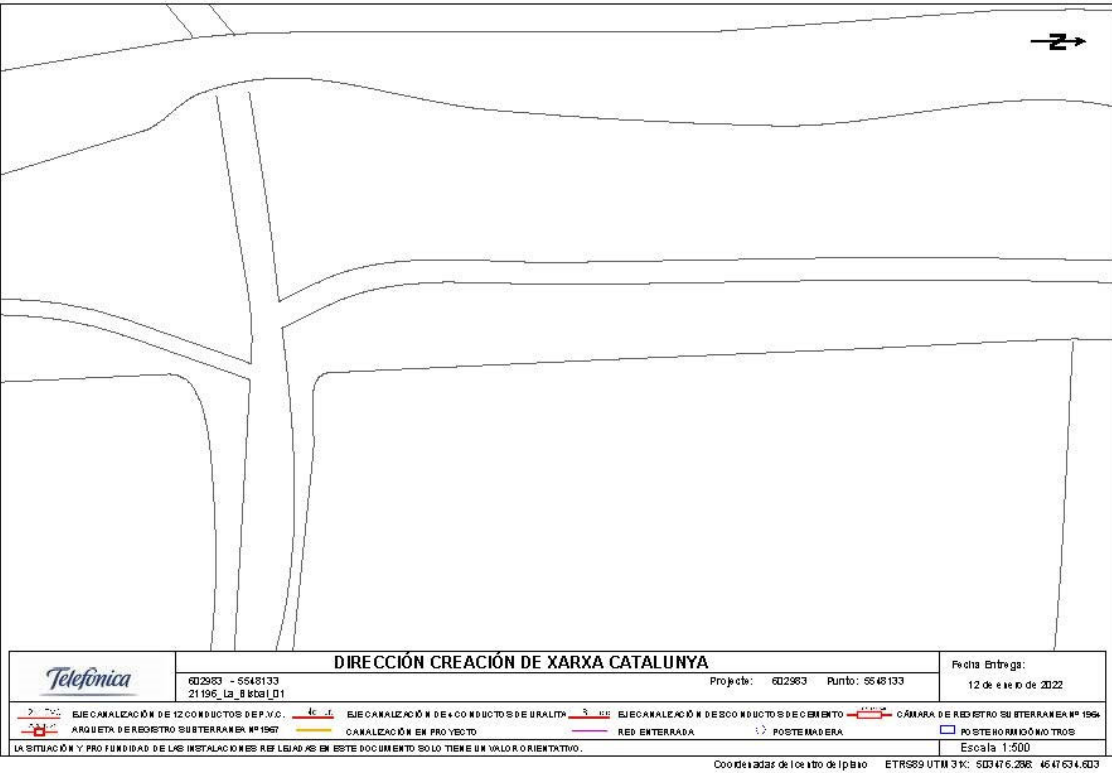 Z
DIRECCIÓN CREACIÓN DE XARXA CATALUNYA
Telefónica
602983 - 5548133
Projecte: 602983 Punto: 5548133
21196_La_Bisbal_01
Fecha Entrega:
12 de enero de 2022
EJE CANALIZACIÓN DE 12 CONDUCTOS DE P.V.C.
EJE CANALIZACIÓN DE 4 CONDUCTOS DE URALITA
EJE CANALIZACIÓN DE 8 CONDUCTOS DE CEMENTO
CÁMARA DE REGISTRO SUBTERRANEA Nº 1964
ARQUETA DE REGISTRO SUBTERRANEA Nº 1967
CANALIZACIÓN EN PROYECTO
RED ENTERRADA
POSTE MADERA
POSTE HORMIGÓN/OTROS
LA SITUACIÓN Y PROFUNDIDAD DE LAS INSTALACIONES REFLEJADAS EN ESTE DOCUMENTO SOLO TIENE UN VALOR ORIENTATIVO.
Escala 1:500
Coordenadas del centro del plano ETRS89 UTM 31X: 503476.286 4647634.603